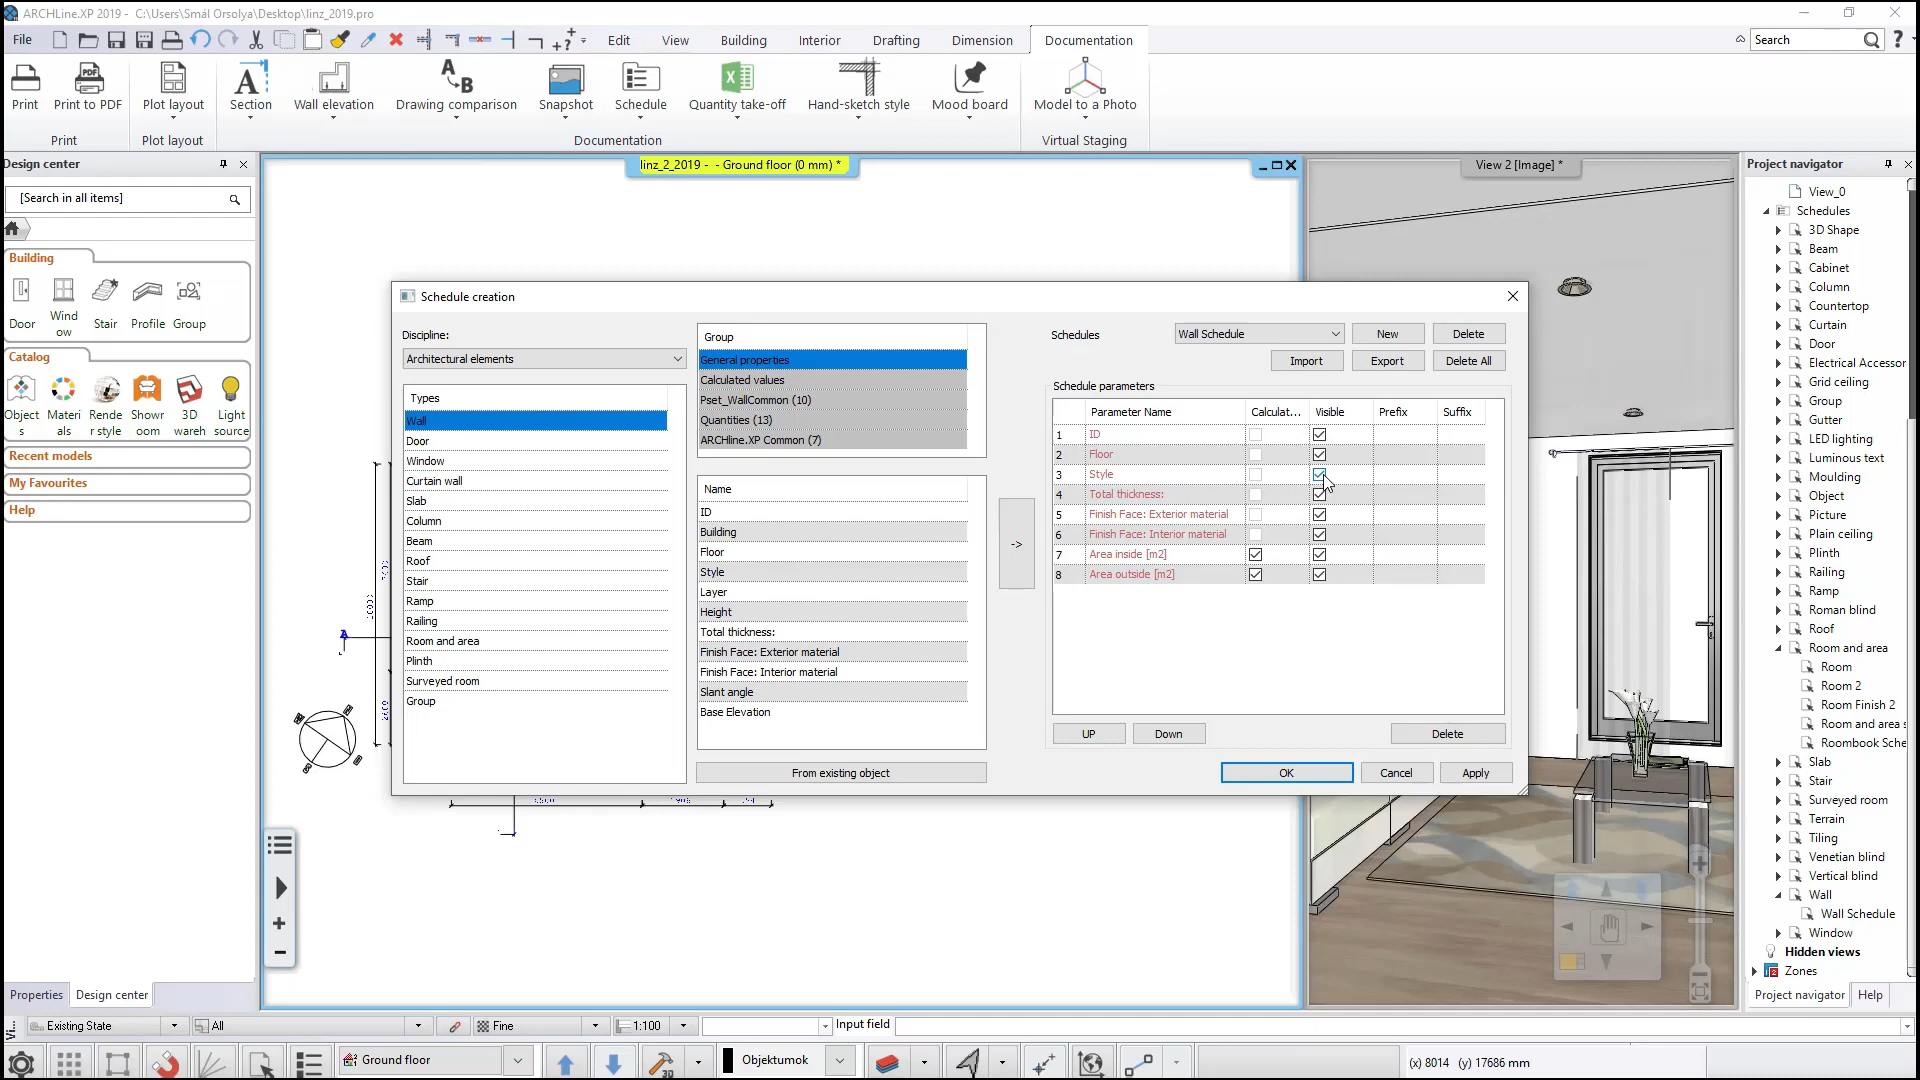 ARCHLine.XP 2019 - C:\Users\Smál Orsolya\Desktop\linz_2019.pro
File Edit View Building Interior Drafting Dimension Documentation Search ?
Print Print to PDF Plot layout Section Wall elevation Drawing comparison Snapshot Schedule Quantity take-off Hand-sketch style Mood board Model to a Photo
Print Plot layout Documentation Virtual Staging
Design center
[Search in all items]
Building
Door Wind ow Stair Profile Group
Catalog
Object s Materi als Rende r style Showr room 3D wareh Light source
Recent models
My Favourites
Help
Properties Design center
linz_2_2019 - - Ground floor (0 mm) *
View 2 [Image] *
Schedule creation
Discipline:
Architectural elements
Types
Wall
Door
Window
Curtain wall
Slab
Column
Beam
Roof
Stair
Ramp
Railing
Room and area
Plinth
Surveyed room
Group
Group
General properties
Calculated values
Pset_WallCommon (10)
Quantities (13)
ARCHline.XP Common (7)
Name
ID
Building
Floor
Style
Layer
Height
Total thickness:
Finish Face: Exterior material
Finish Face: Interior material
Slant angle
Base Elevation
From existing object
->
Schedules Wall Schedule New Delete
Import Export Delete All
Schedule parameters
Parameter Name Calculat... Visible Prefix Suffix
1 ID
2 Floor
3 Style
4 Total thickness:
5 Finish Face: Exterior material
6 Finish Face: Interior material
7 Area inside [m2]
8 Area outside [m2]
UP Down Delete
OK Cancel Apply
A
Project navigator
View_0
Schedules
3D Shape
Beam
Cabinet
Column
Countertop
Curtain
Door
Electrical Accessor
Grid ceiling
Group
Gutter
LED lighting
Luminous text
Moulding
Object
Picture
Plain ceiling
Plinth
Railing
Ramp
Roman blind
Roof
Room and area
Room
Room 2
Room Finish 2
Room and area s
Roombook Sche
Slab
Stair
Surveyed room
Terrain
Tiling
Venetian blind
Vertical blind
Wall
Wall Schedule
Window
Hidden views
Zones
Project navigator Help
Existing State All Fine 1:100 Input field
Ground floor 3D Objektumok (x) 8014 (y) 17686 mm